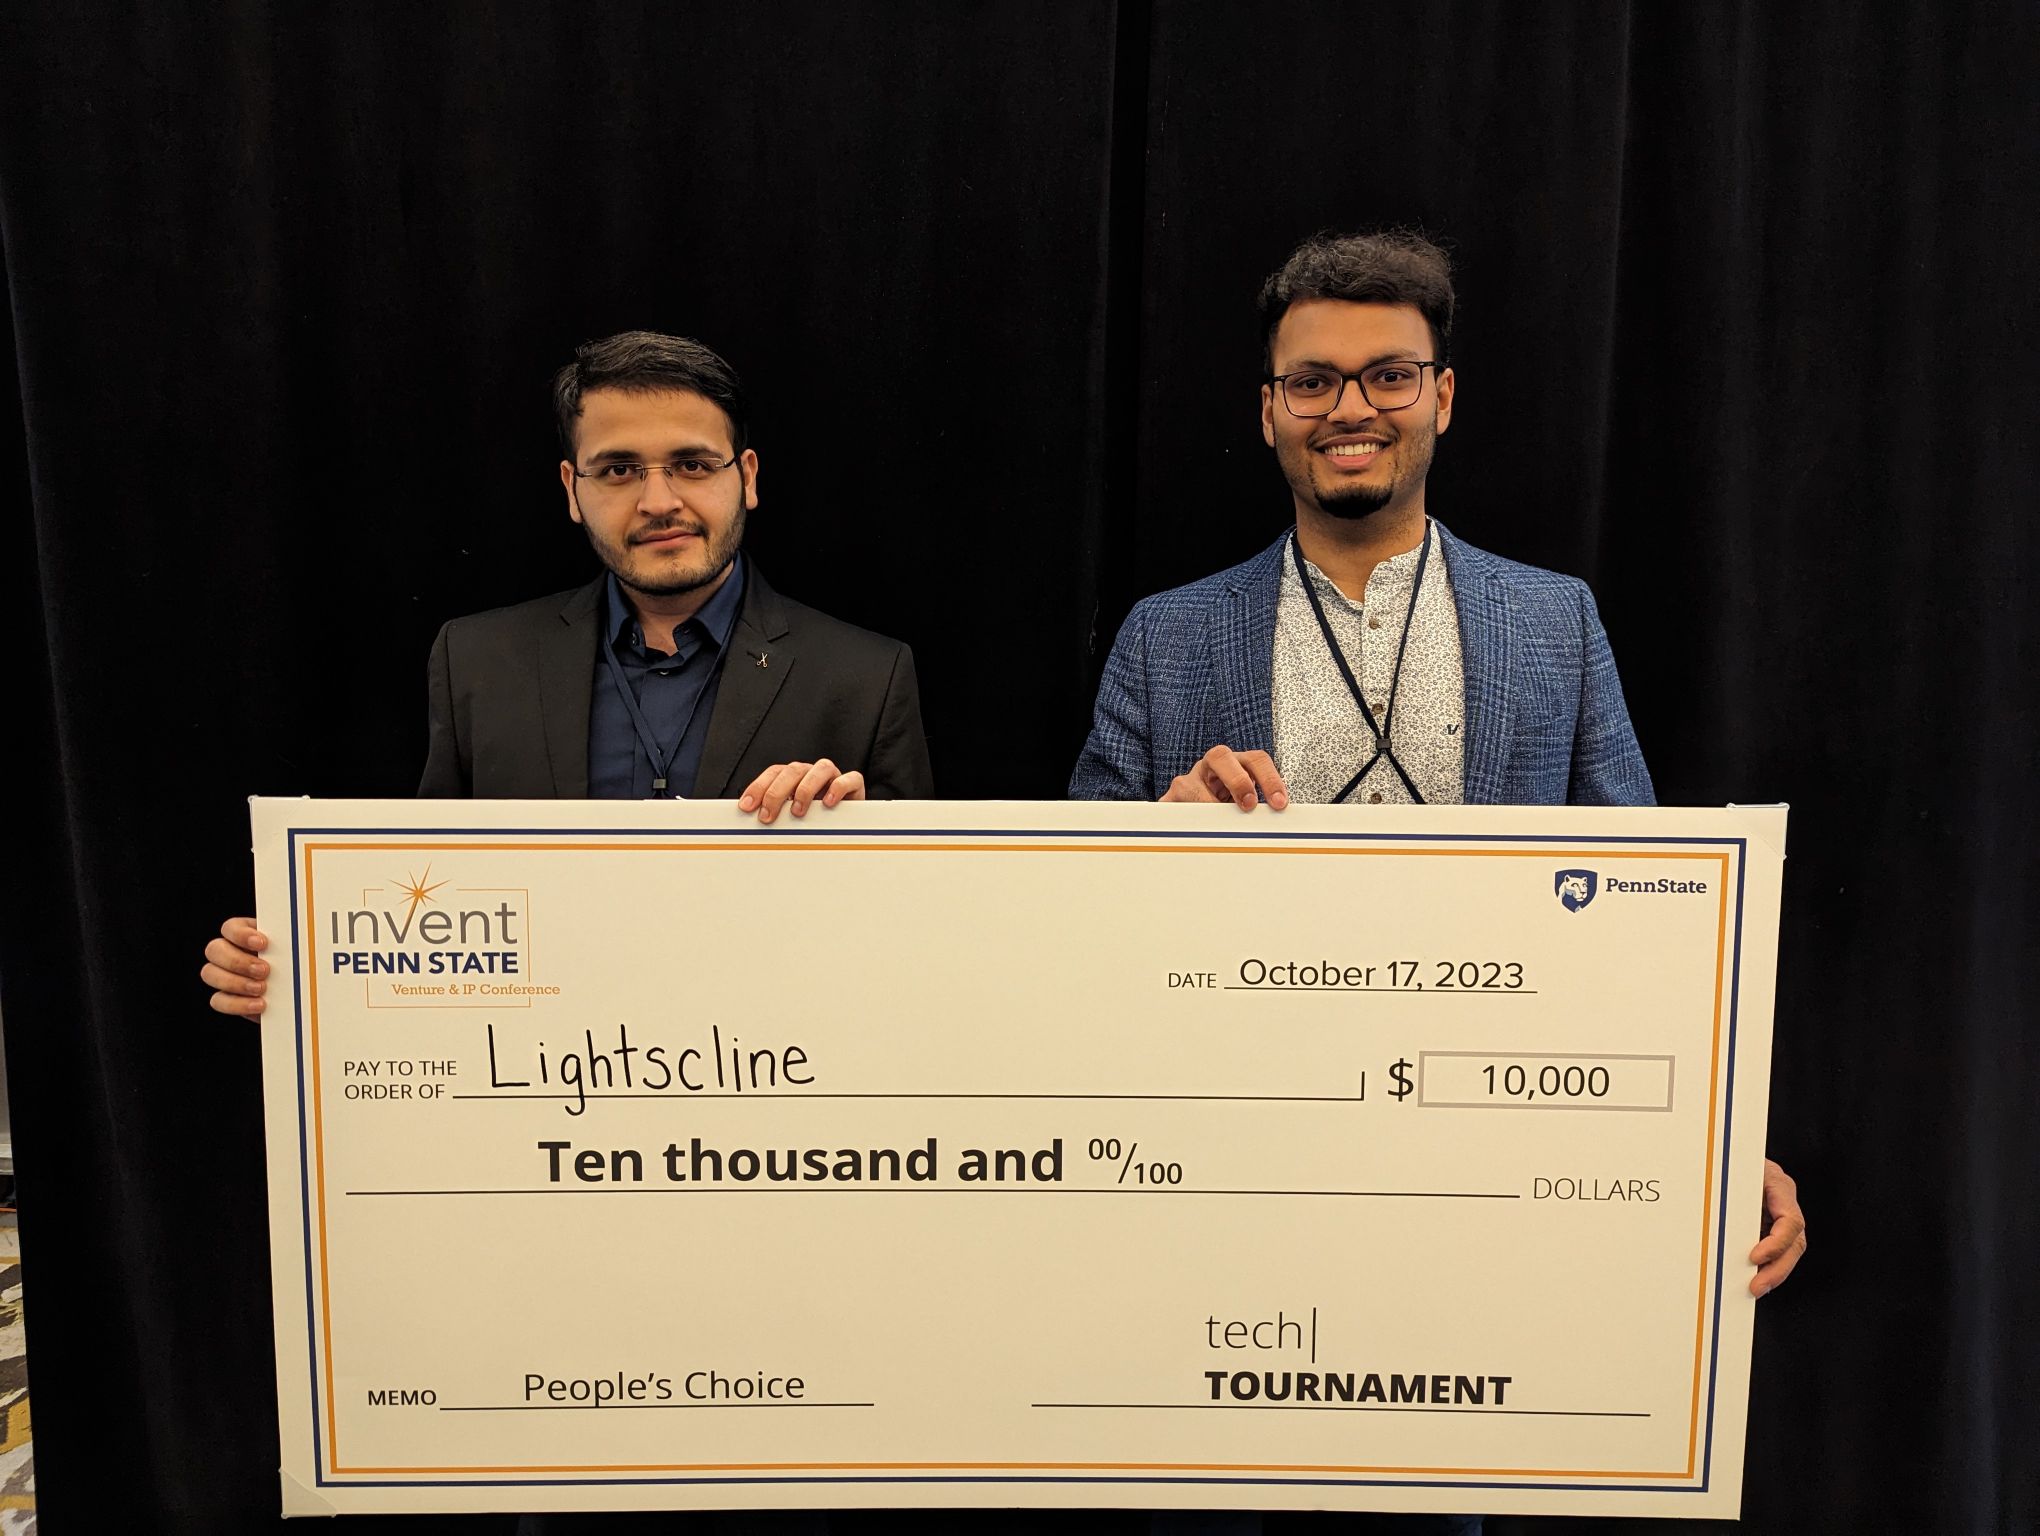 invent
PENN STATE
Venture & IP Conference
PennState
DATE October 17, 2023
PAY TO THE
ORDER OF Lightscline $ 10,000
Ten thousand and 00/100 DOLLARS
MEMO People's Choice
tech|
TOURNAMENT